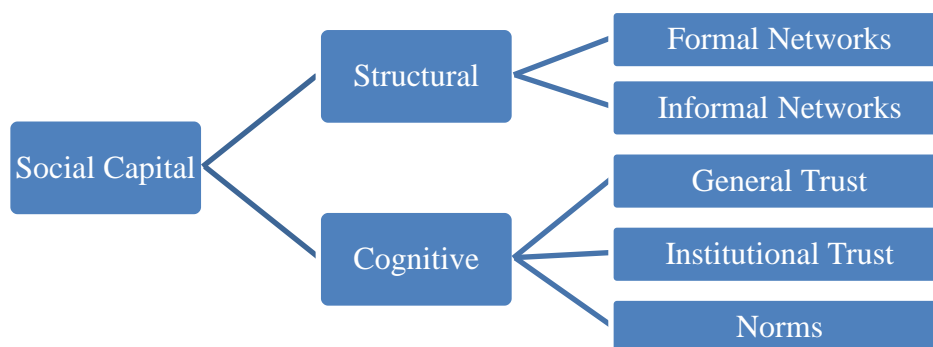 Social Capital
Structural
Formal Networks
Informal Networks
Cognitive
General Trust
Institutional Trust
Norms